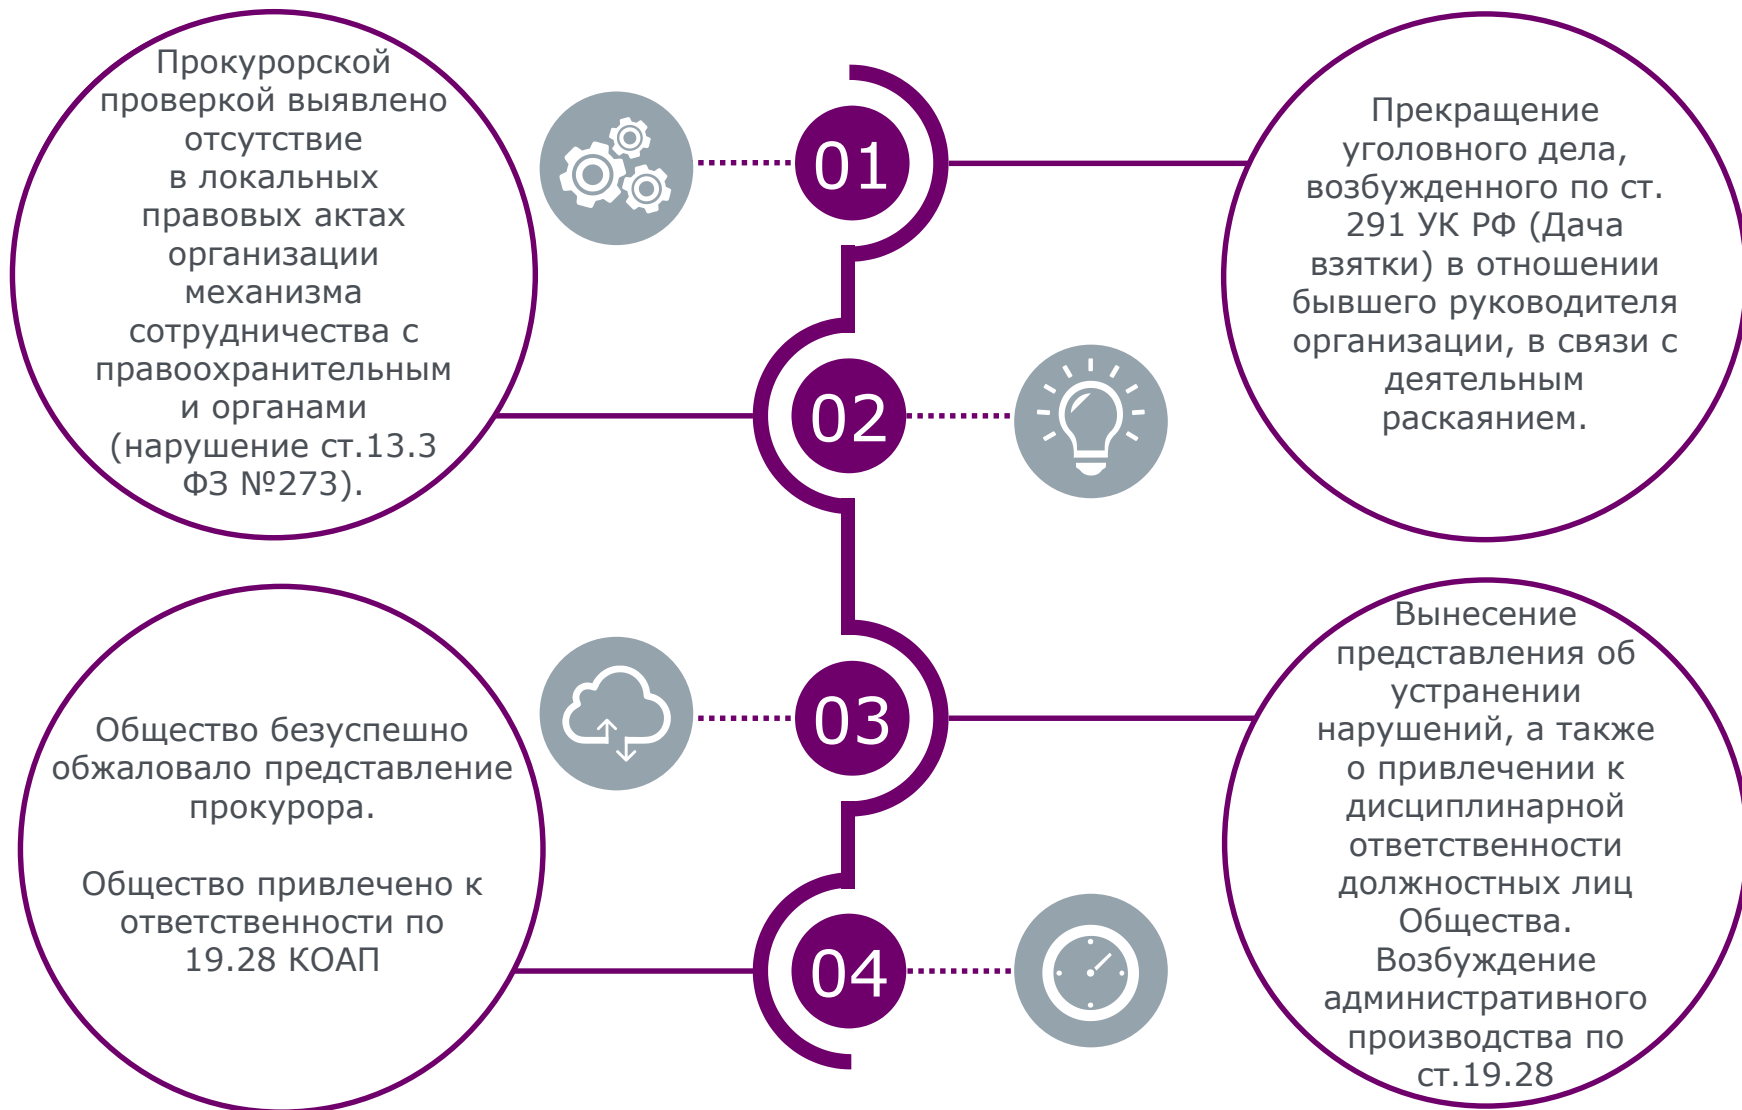 01
Прекращение
уголовного дела,
возбужденного по ст.
291 УК РФ (Дача
взятки) в отношении
бывшего руководителя
организации, в связи с
деятельным
раскаянием.
02
Прокурорской
проверкой выявлено
отсутствие
в локальных
правовых актах
организации
механизма
сотрудничества с
правоохранительным
и органами
(нарушение ст.13.3
ФЗ №273).
03
Вынесение
представления об
устранении
нарушений, а также
о привлечении к
дисциплинарной
ответственности
должностных лиц
Общества.
Возбуждение
административного
производства по
ст.19.28
04
Общество безуспешно
обжаловало представление
прокурора.
Общество привлечено к
ответственности по
19.28 КОАП